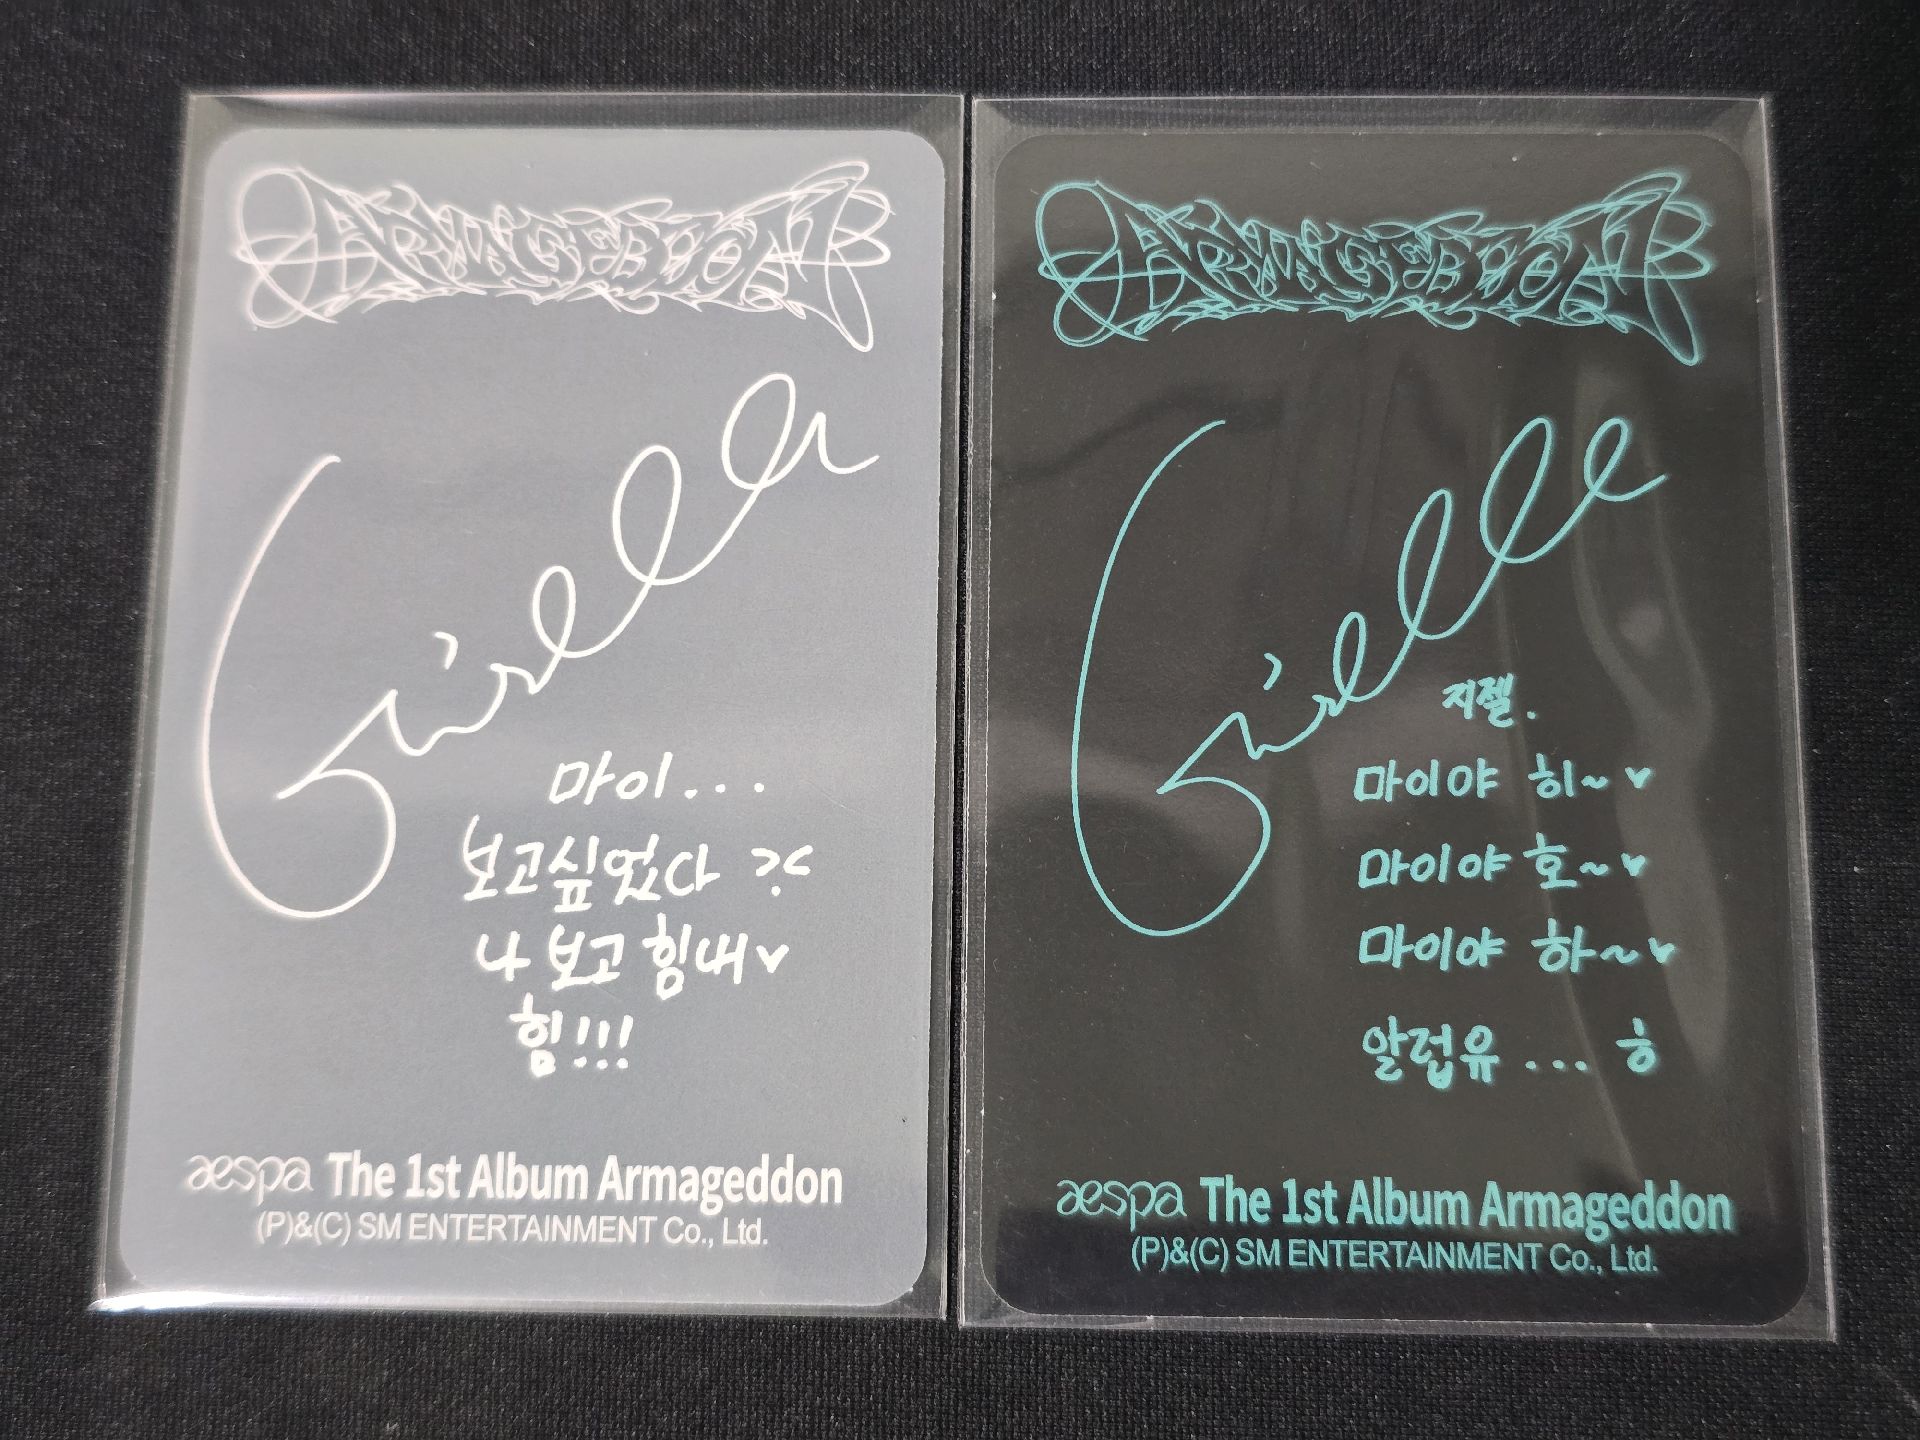 ARMAGEDDON
Giselle
마이...
보고싶었다 ㅋㅋ
나 보고 힘내♥
힘!!!
aespa The 1st Album Armageddon
(P)&(C) SM ENTERTAINMENT Co., Ltd.
ARMAGEDDON
Giselle
지젤.
마이야 히~♥
마이야 호~♥
마이야 하~♥
알럽유 ... ㅎ
aespa The 1st Album Armageddon
(P)&(C) SM ENTERTAINMENT Co., Ltd.